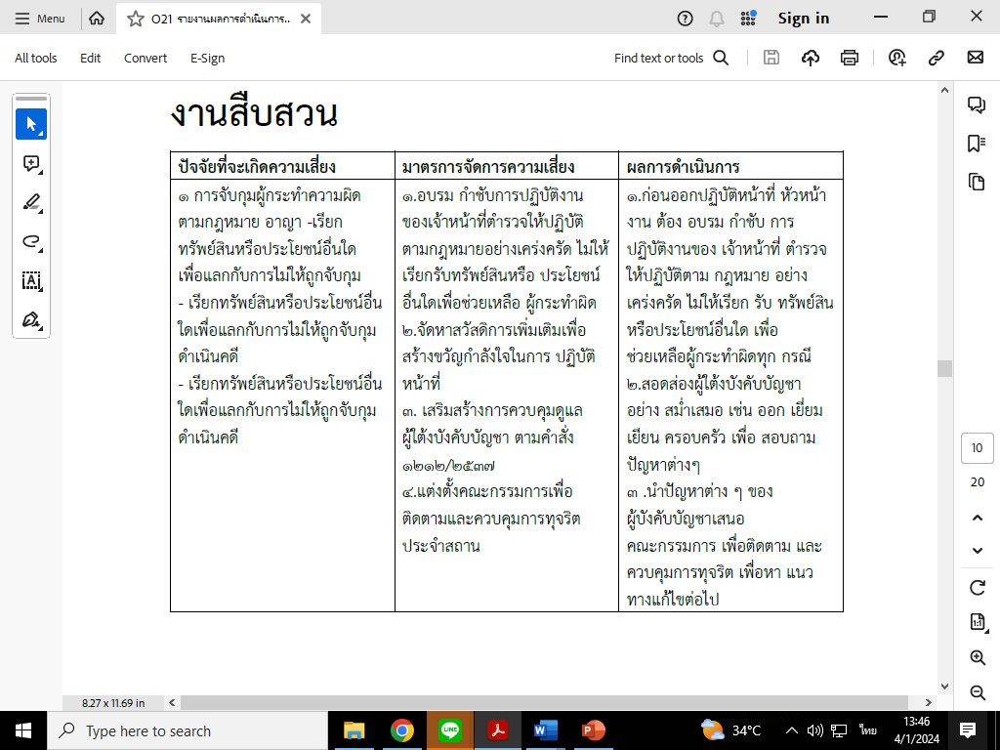 Menu
O21 รายงานผลการดำเนินการ..
Sign in
All tools
Edit
Convert
E-Sign
Find text or tools
งานสืบสวน
ปัจจัยที่จะเกิดความเสี่ยง
๑ การจับกุมผู้กระทำความผิด
ตามกฎหมาย อาญา -เรียก
ทรัพย์สินหรือประโยชน์อื่นใด
เพื่อแลกกับการไม่ให้ถูกจับกุม
- เรียกทรัพย์สินหรือประโยชน์อื่น
ใดเพื่อแลกกับการไม่ให้ถูกจับกุม
ดำเนินคดี
- เรียกทรัพย์สินหรือประโยชน์อื่น
ใดเพื่อแลกกับการไม่ให้ถูกจับกุม
ดำเนินคดี
มาตรการจัดการความเสี่ยง
๑.อบรม กำชับการปฏิบัติงาน
ของเจ้าหน้าที่ตำรวจให้ปฏิบัติ
ตามกฎหมายอย่างเคร่งครัด ไม่ให้
เรียกรับทรัพย์สินหรือ ประโยชน์
อื่นใดเพื่อช่วยเหลือ ผู้กระทำผิด
๒.จัดหาสวัสดิการเพิ่มเติมเพื่อ
สร้างขวัญกำลังใจในการ ปฏิบัติ
หน้าที่
๓. เสริมสร้างการควบคุมดูแล
ผู้ใต้งบังคับบัญชา ตามคำสั่ง
๑๒๑๒/๒๕๓๗
๔.แต่งตั้งคณะกรรมการเพื่อ
ติดตามและควบคุมการทุจริต
ประจำสถาน
ผลการดำเนินการ
๑.ก่อนออกปฏิบัติหน้าที่ หัวหน้า
งาน ต้อง อบรม กำชับ การ
ปฏิบัติงานของ เจ้าหน้าที่ ตำรวจ
ให้ปฏิบัติตาม กฎหมาย อย่าง
เคร่งครัด ไม่ให้เรียก รับ ทรัพย์สิน
หรือประโยชน์อื่นใด เพื่อ
ช่วยเหลือผู้กระทำผิดทุก กรณี
๒.สอดส่องผู้ใต้งบังคับบัญชา
อย่าง สม่ำเสมอ เช่น ออก เยี่ยม
เยียน ครอบครัว เพื่อ สอบถาม
ปัญหาต่างๆ
๓ .นำปัญหาต่าง ๆ ของ
ผู้บังคับบัญชาเสนอ
คณะกรรมการ เพื่อติดตาม และ
ควบคุมการทุจริต เพื่อหา แนว
ทางแก้ไขต่อไป
10
20
8.27 x 11.69 in
Type here to search
34°C
ไทย
13:46
4/1/2024